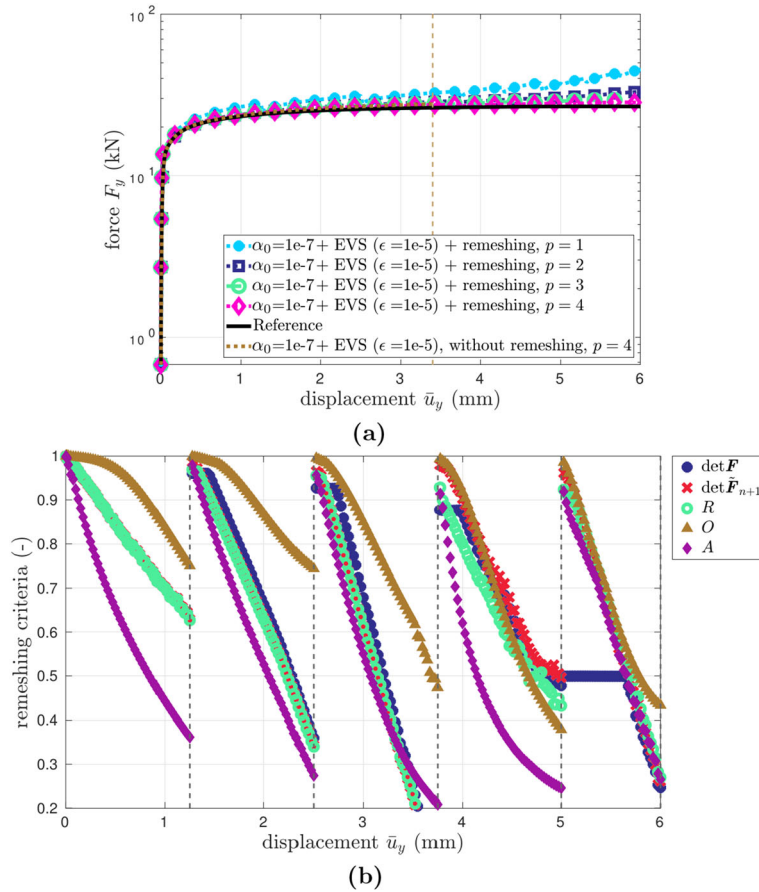 10²
10¹
10⁰
force F_y (kN)
α₀=1e-7+ EVS (ϵ =1e-5) + remeshing, p = 1
α₀=1e-7+ EVS (ϵ =1e-5) + remeshing, p = 2
α₀=1e-7+ EVS (ϵ =1e-5) + remeshing, p = 3
α₀=1e-7+ EVS (ϵ =1e-5) + remeshing, p = 4
Reference
α₀=1e-7+ EVS (ϵ =1e-5), without remeshing, p = 4
0 1 2 3 4 5 6
displacement ū_y (mm)
(a)
1
0.9
0.8
0.7
0.6
0.5
0.4
0.3
0.2
remeshing criteria (-)
det𝑭
det𝑭̃ₙ₊₁
R
O
A
0 1 2 3 4 5 6
displacement ū_y (mm)
(b)